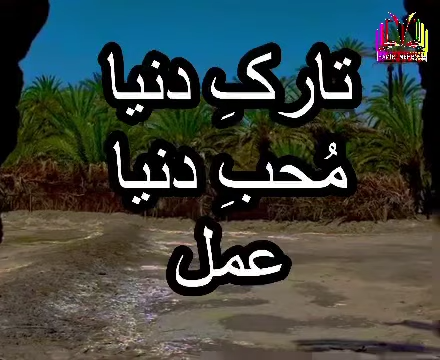 تارکِ دنیا
مُحبِ دنیا
عمل